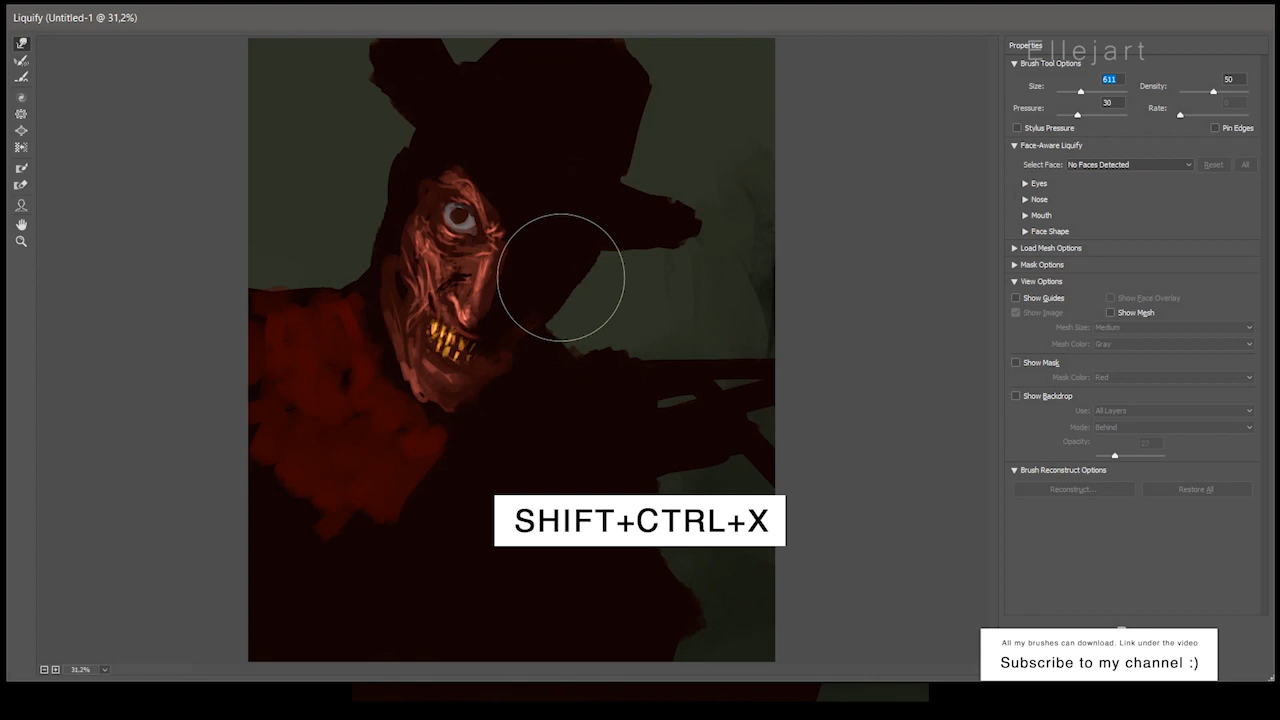 Liquify (Untitled-1 @ 31,2%)
Ellejart
Properties
Brush Tool Options
Size: 611 Density: 50
Pressure: 30 Rate: 0
Stylus Pressure Pin Edges
Face-Aware Liquify
Select Face: No Faces Detected Reset All
Eyes
Nose
Mouth
Face Shape
Load Mesh Options
Mask Options
View Options
Show Guides Show Face Overlay
Show Image Show Mesh
Mesh Size: Medium
Mesh Color: Gray
Show Mask
Mask Color: Red
Show Backdrop
Use: All Layers
Mode: Behind
Opacity:
Brush Reconstruct Options
Reconstruct... Restore All
SHIFT+CTRL+X
All my brushes can download. Link under the video
Subscribe to my channel :)
31,2%